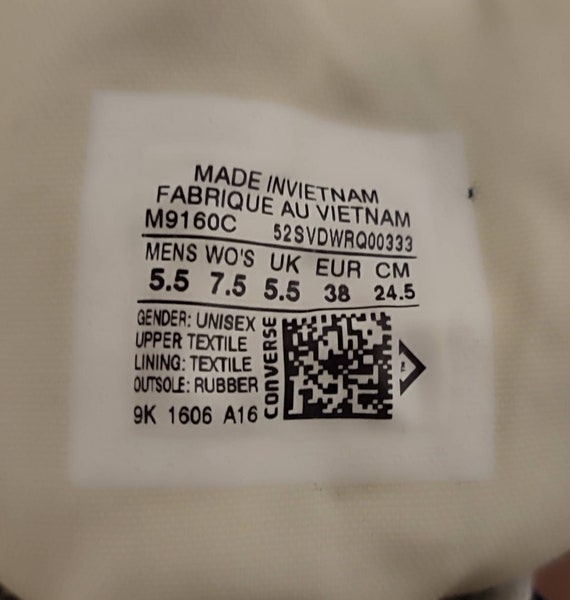 MADE INVIETNAM
FABRIQUE AU VIETNAM
M9160C 52SVDWRQ00333
MENS WO'S UK EUR CM
5.5 7.5 5.5 38 24.5
GENDER: UNISEX
UPPER TEXTILE
LINING: TEXTILE
OUTSOLE: RUBBER
9K 1606 A16
CONVERSE
TM